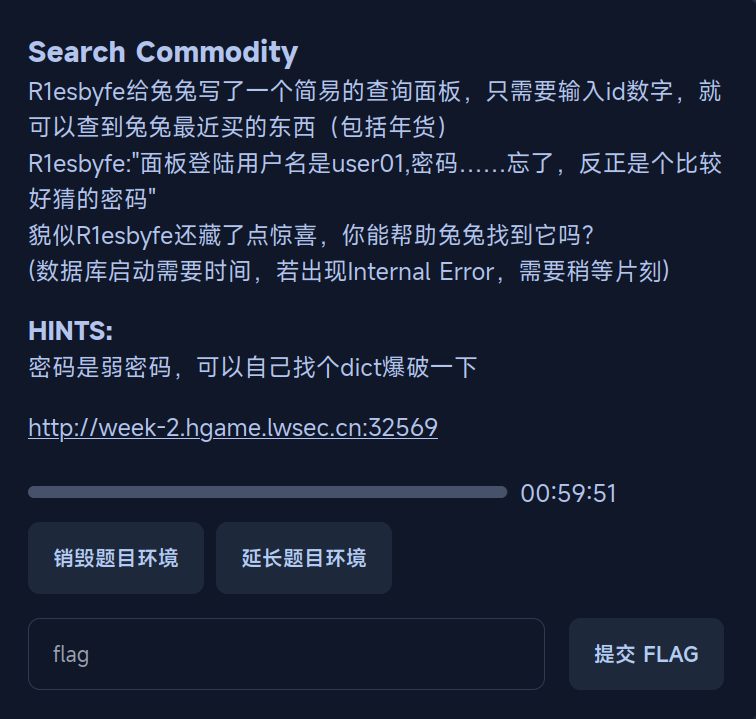 Search Commodity
R1esbyfe给兔兔写了一个简易的查询面板，只需要输入id数字，就
可以查到兔兔最近买的东西（包括年货）
R1esbyfe:"面板登陆用户名是user01,密码……忘了，反正是个比较
好猜的密码"
貌似R1esbyfe还藏了点惊喜，你能帮助兔兔找到它吗？
(数据库启动需要时间，若出现Internal Error，需要稍等片刻)
HINTS:
密码是弱密码，可以自己找个dict爆破一下
http://week-2.hgame.lwsec.cn:32569
00:59:51
销毁题目环境 延长题目环境
flag 提交 FLAG